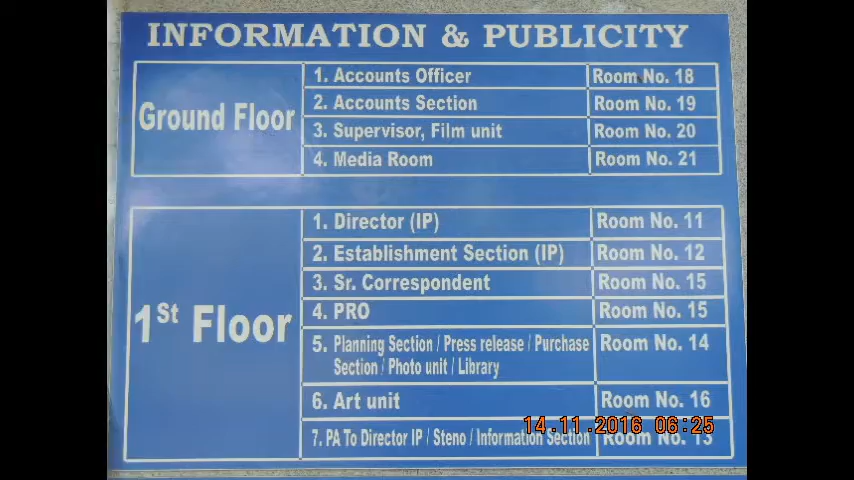 INFORMATION & PUBLICITY
Ground Floor
1. Accounts Officer Room No. 18
2. Accounts Section Room No. 19
3. Supervisor, Film unit Room No. 20
4. Media Room Room No. 21
1St Floor
1. Director (IP) Room No. 11
2. Establishment Section (IP) Room No. 12
3. Sr. Correspondent Room No. 15
4. PRO Room No. 15
5. Planning Section / Press release / Purchase Room No. 14
Section / Photo unit / Library
6. Art unit Room No. 16
14.11.2016 06:25
7. PA To Director IP / Steno / Information Section Room No. 13